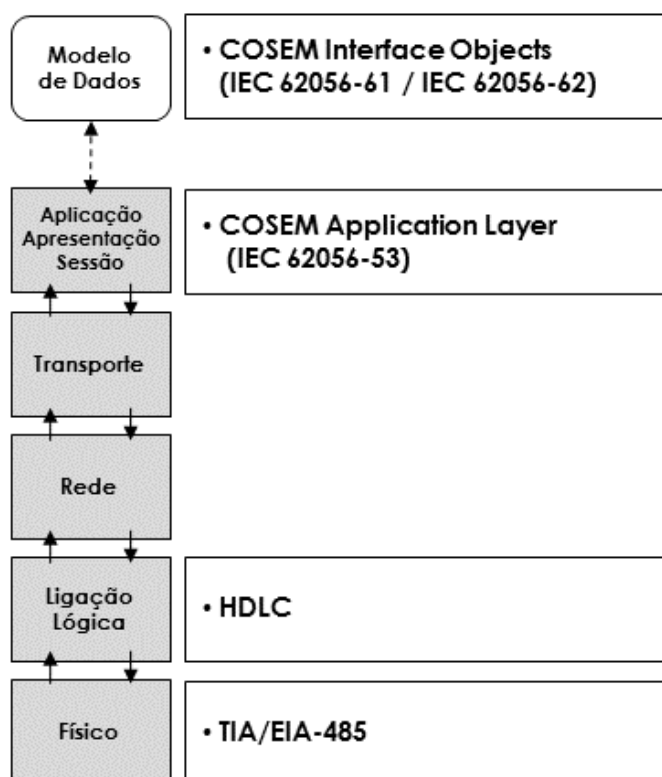 Modelo
de Dados
• COSEM Interface Objects
(IEC 62056-61 / IEC 62056-62)
Aplicação
Apresentação
Sessão
• COSEM Application Layer
(IEC 62056-53)
Transporte
Rede
Ligação
Lógica
• HDLC
Físico
• TIA/EIA-485